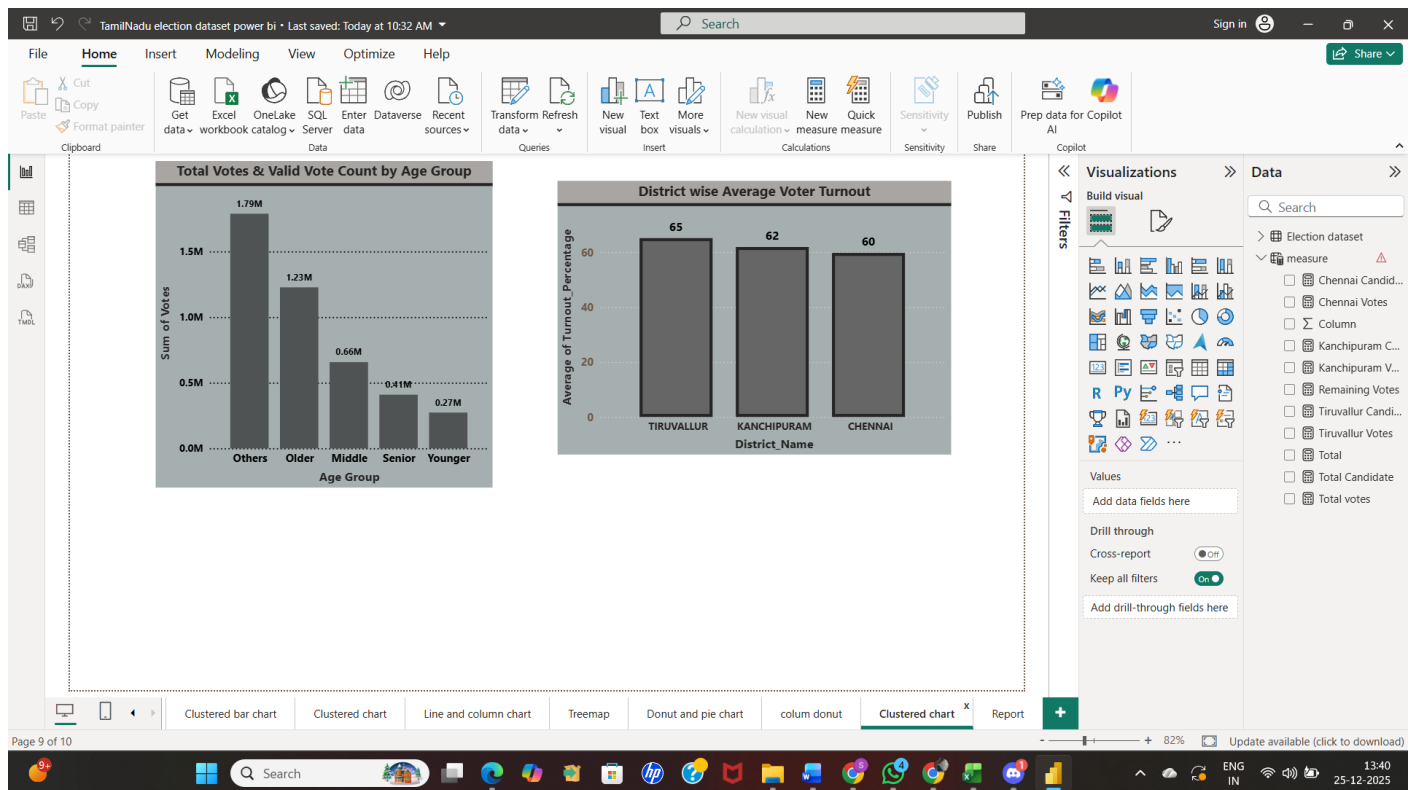 TamilNadu election dataset power bi • Last saved: Today at 10:32 AM
Search
Sign in
File Home Insert Modeling View Optimize Help
Share
Paste
Cut
Copy
Format painter
Clipboard
Get data
Excel workbook
OneLake catalog
SQL Server
Enter data
Dataverse
Recent sources
Data
Transform data
Refresh
Queries
New visual
Text box
More visuals
Insert
New visual calculation
New measure
Quick measure
Calculations
Sensitivity
Sensitivity
Publish
Share
Prep data for AI
Copilot
Copilot
DAX
TMDL
Total Votes & Valid Vote Count by Age Group
Sum of Votes
1.5M
1.0M
0.5M
0.0M
1.79M
1.23M
0.66M
0.41M
0.27M
Others Older Middle Senior Younger
Age Group
District wise Average Voter Turnout
Average of Turnout_Percentage
60
40
20
0
65
62
60
TIRUVALLUR KANCHIPURAM CHENNAI
District_Name
Filters
Visualizations
Build visual
123
R Py
Values
Add data fields here
Drill through
Cross-report
Off
Keep all filters
On
Add drill-through fields here
Data
Search
Election dataset
measure
Chennai Candid...
Chennai Votes
Column
Kanchipuram C...
Kanchipuram V...
Remaining Votes
Tiruvallur Candi...
Tiruvallur Votes
Total
Total Candidate
Total votes
Clustered bar chart
Clustered chart
Line and column chart
Treemap
Donut and pie chart
colum donut
Clustered chart
x
Report
Page 9 of 10
82%
Update available (click to download)
9+
Search
4
1
ENG
IN
13:40
25-12-2025